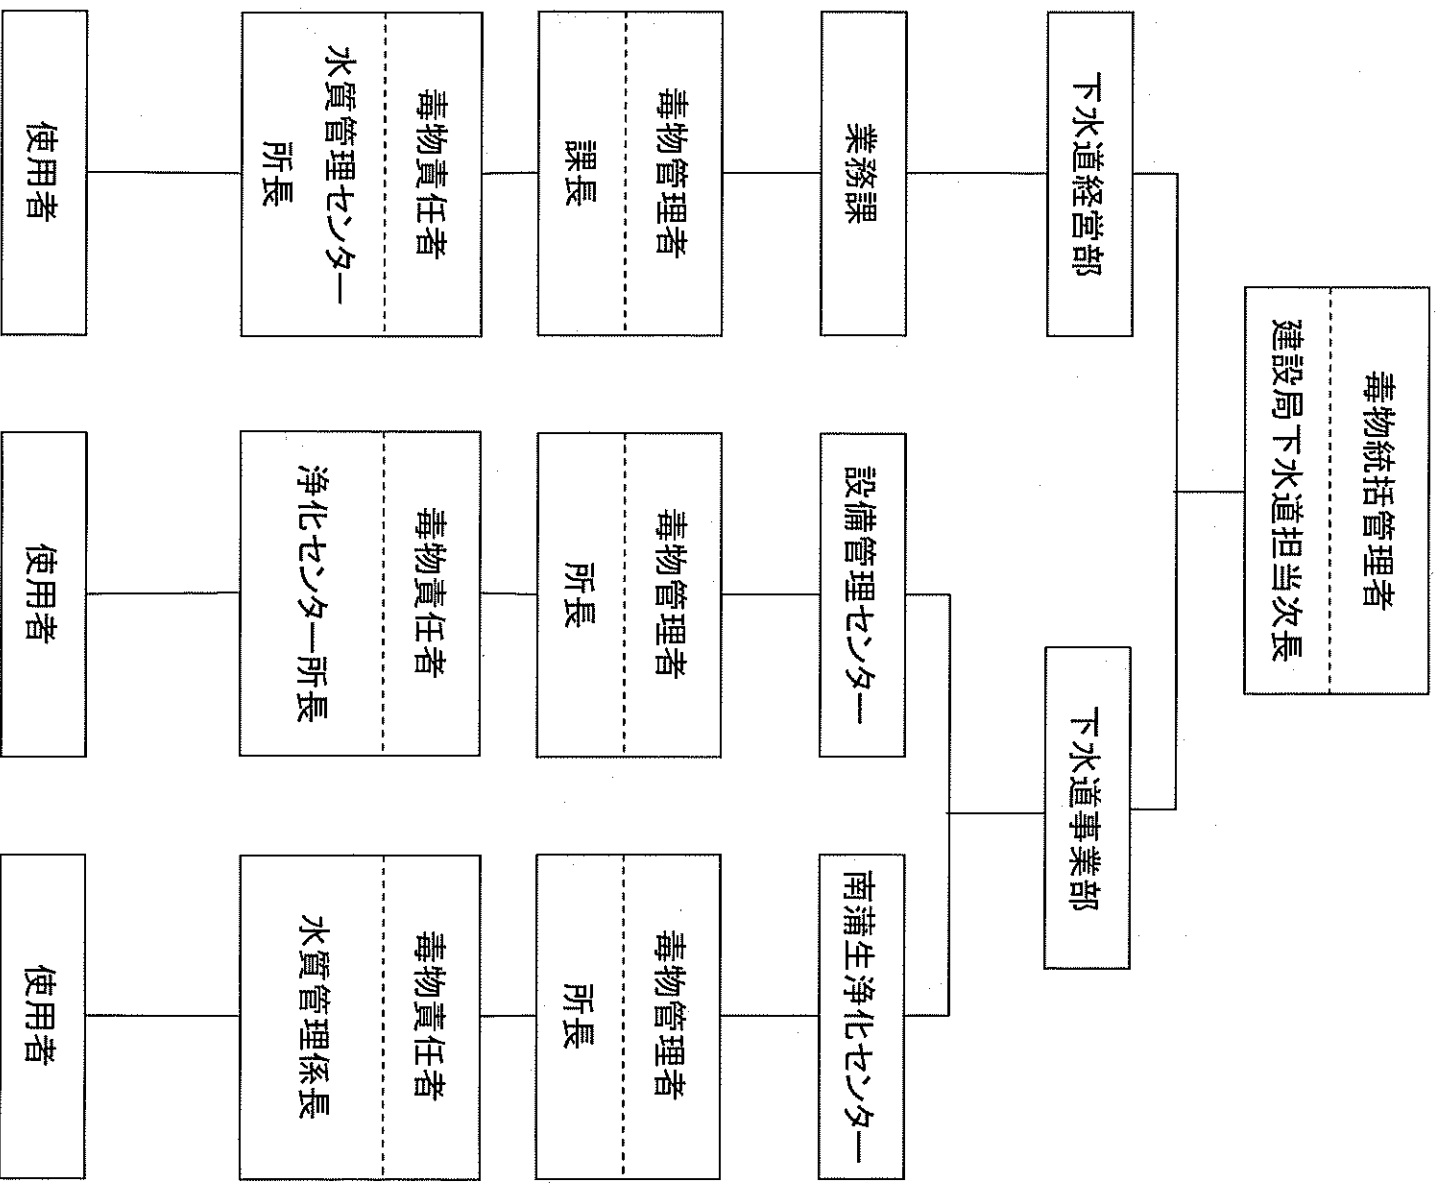 毒物統括管理者
建設局下水道担当次長
下水道経営部
下水道事業部
業務課
設備管理センター
南蒲生浄化センター
毒物管理者
課長
毒物管理者
所長
毒物管理者
所長
毒物責任者
水質管理センター
所長
毒物責任者
浄化センター所長
毒物責任者
水質管理係長
使用者
使用者
使用者